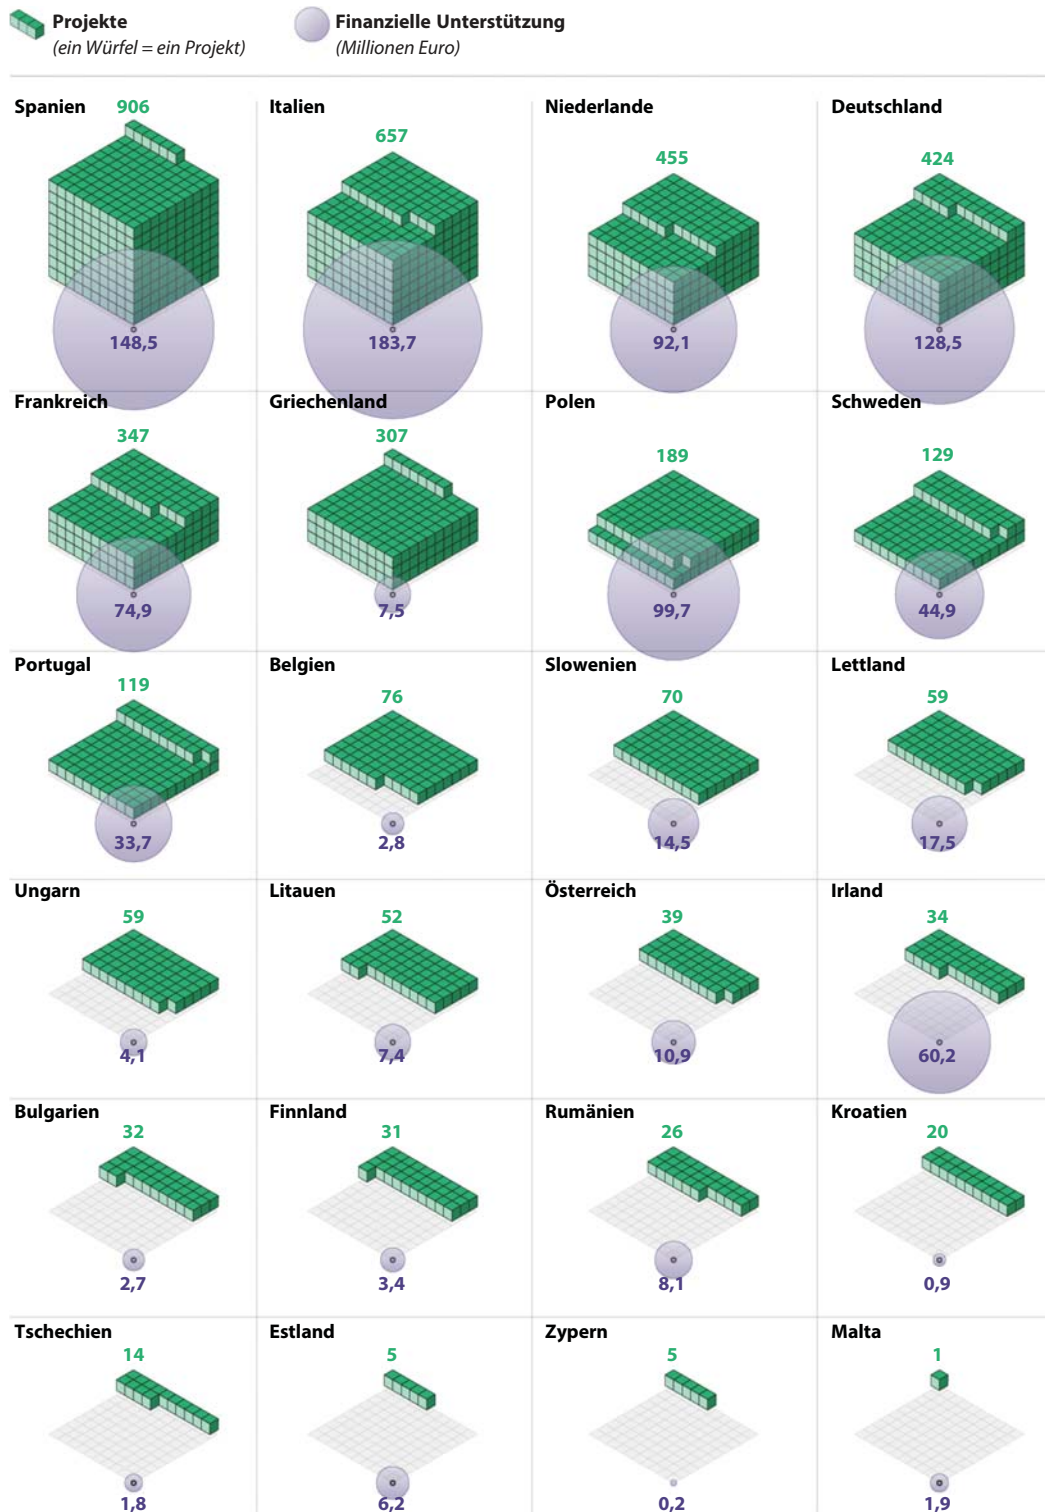 Projekte
(ein Würfel = ein Projekt)
Finanzielle Unterstützung
(Millionen Euro)
Spanien 906
148,5
Italien
657
183,7
Niederlande
455
92,1
Deutschland
424
128,5
Frankreich
347
74,9
Griechenland
307
7,5
Polen
189
99,7
Schweden
129
44,9
Portugal
119
33,7
Belgien
76
2,8
Slowenien
70
14,5
Lettland
59
17,5
Ungarn
59
4,1
Litauen
52
7,4
Österreich
39
10,9
Irland
34
60,2
Bulgarien
32
2,7
Finnland
31
3,4
Rumänien
26
8,1
Kroatien
20
0,9
Tschechien
14
1,8
Estland
5
6,2
Zypern
5
0,2
Malta
1
1,9